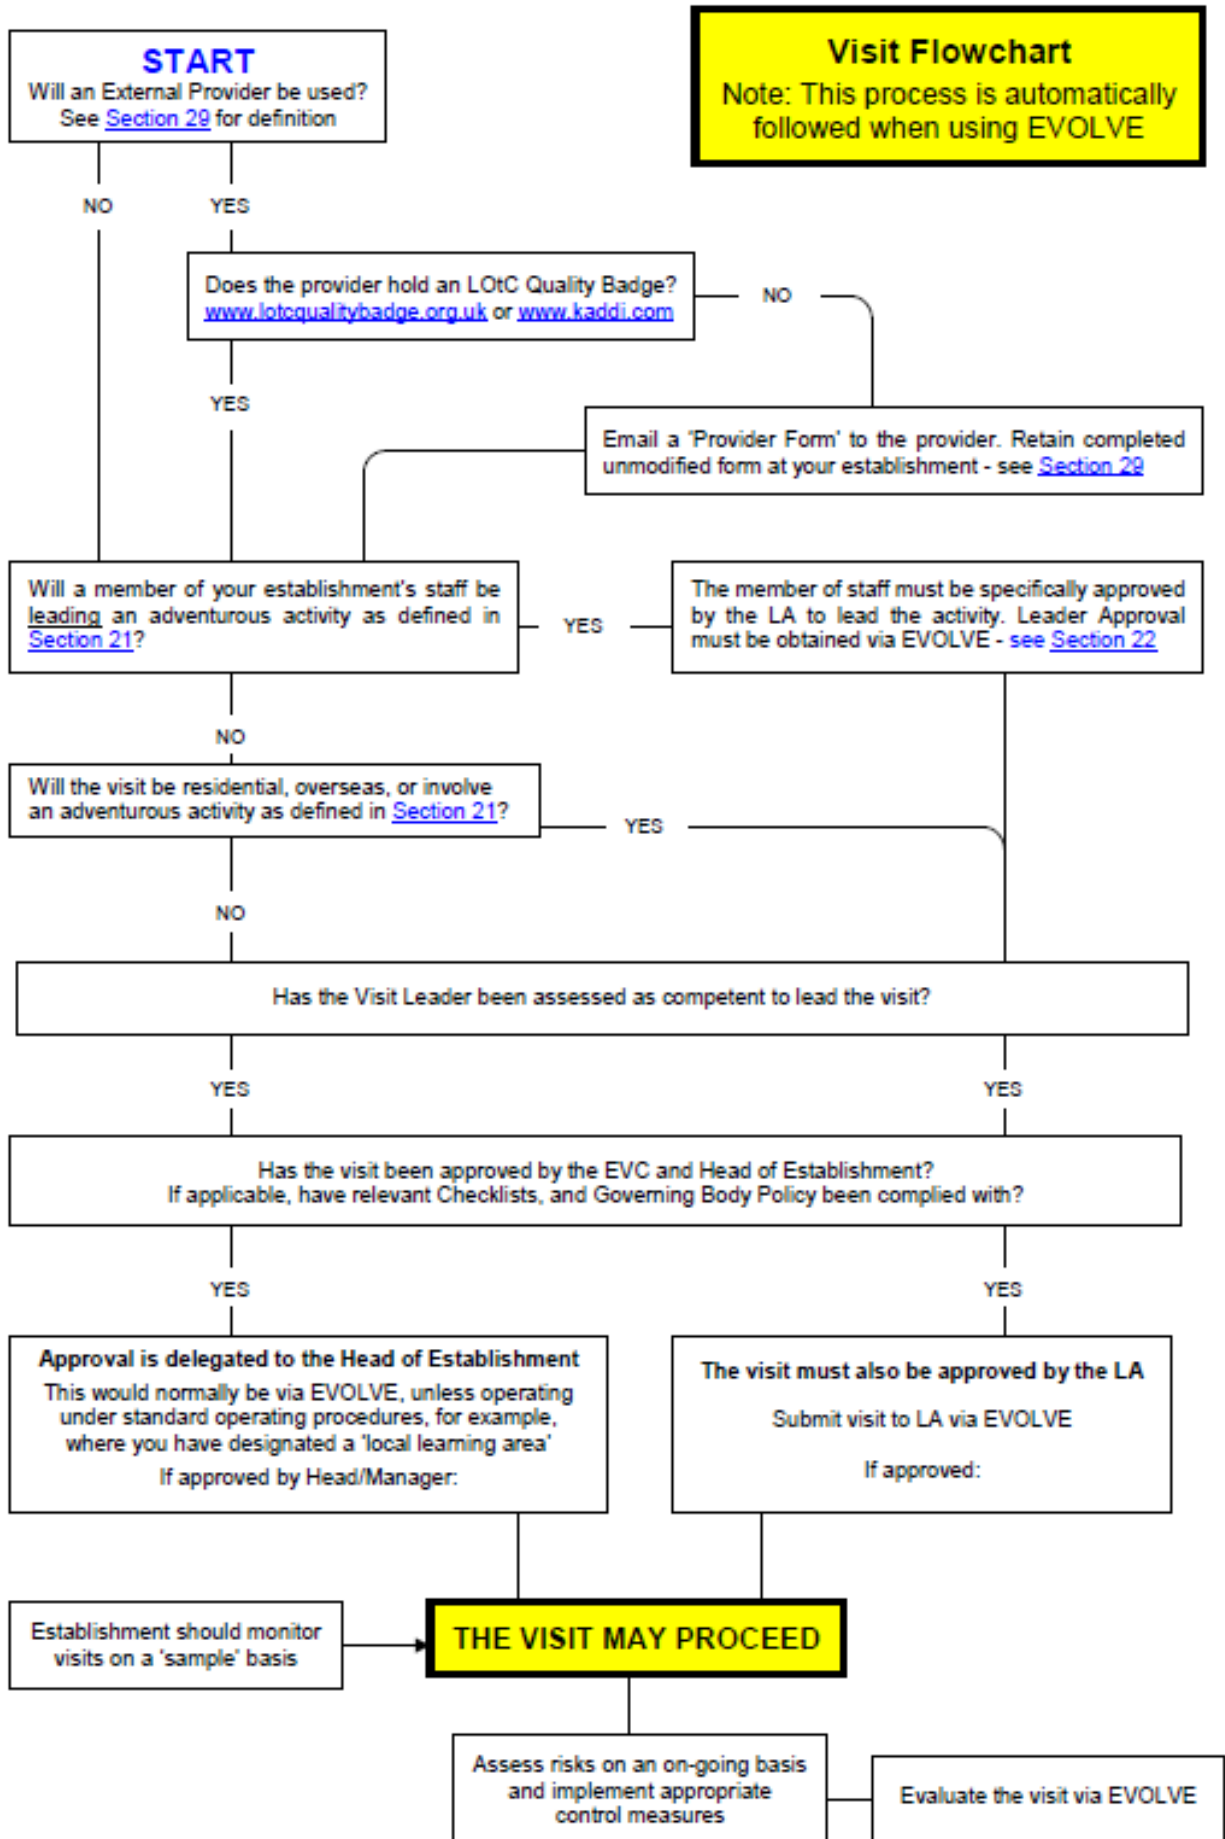 START
Will an External Provider be used?
See Section 29 for definition
Visit Flowchart
Note: This process is automatically
followed when using EVOLVE
NO
YES
Does the provider hold an LOtC Quality Badge?
www.lotcqualitybadge.org.uk or www.kaddi.com
NO
YES
Email a 'Provider Form' to the provider. Retain completed
unmodified form at your establishment - see Section 29
Will a member of your establishment's staff be
leading an adventurous activity as defined in
Section 21?
YES
The member of staff must be specifically approved
by the LA to lead the activity. Leader Approval
must be obtained via EVOLVE - see Section 22
NO
Will the visit be residential, overseas, or involve
an adventurous activity as defined in Section 21?
YES
NO
Has the Visit Leader been assessed as competent to lead the visit?
YES
YES
Has the visit been approved by the EVC and Head of Establishment?
If applicable, have relevant Checklists, and Governing Body Policy been complied with?
YES
YES
Approval is delegated to the Head of Establishment
This would normally be via EVOLVE, unless operating
under standard operating procedures, for example,
where you have designated a 'local learning area'
If approved by Head/Manager:
The visit must also be approved by the LA
Submit visit to LA via EVOLVE
If approved:
Establishment should monitor
visits on a 'sample' basis
THE VISIT MAY PROCEED
Assess risks on an on-going basis
and implement appropriate
control measures
Evaluate the visit via EVOLVE